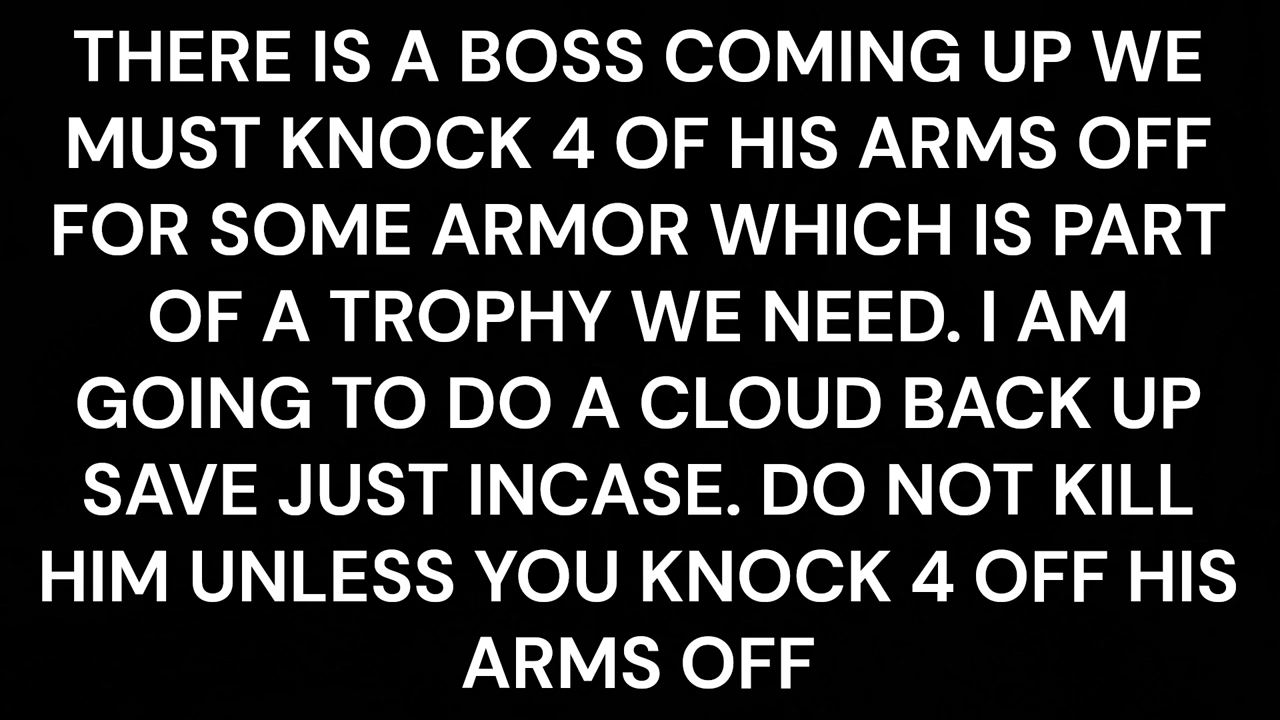 THERE IS A BOSS COMING UP WE
MUST KNOCK 4 OF HIS ARMS OFF
FOR SOME ARMOR WHICH IS PART
OF A TROPHY WE NEED. I AM
GOING TO DO A CLOUD BACK UP
SAVE JUST INCASE. DO NOT KILL
HIM UNLESS YOU KNOCK 4 OFF HIS
ARMS OFF